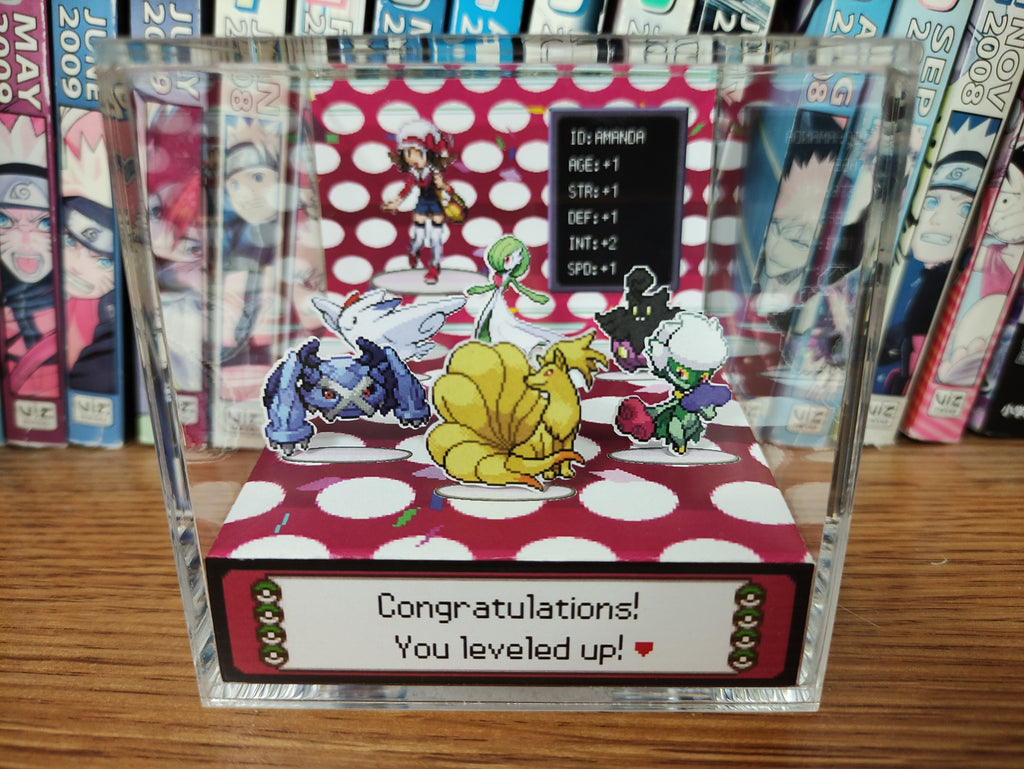 MAY
2009
JUNE
2009
SEP
NOV
2008
ID:AMANDA
AGE:+1
STR:+1
DEF:+1
INT:+2
SPD:+1
Congratulations!
You leveled up!